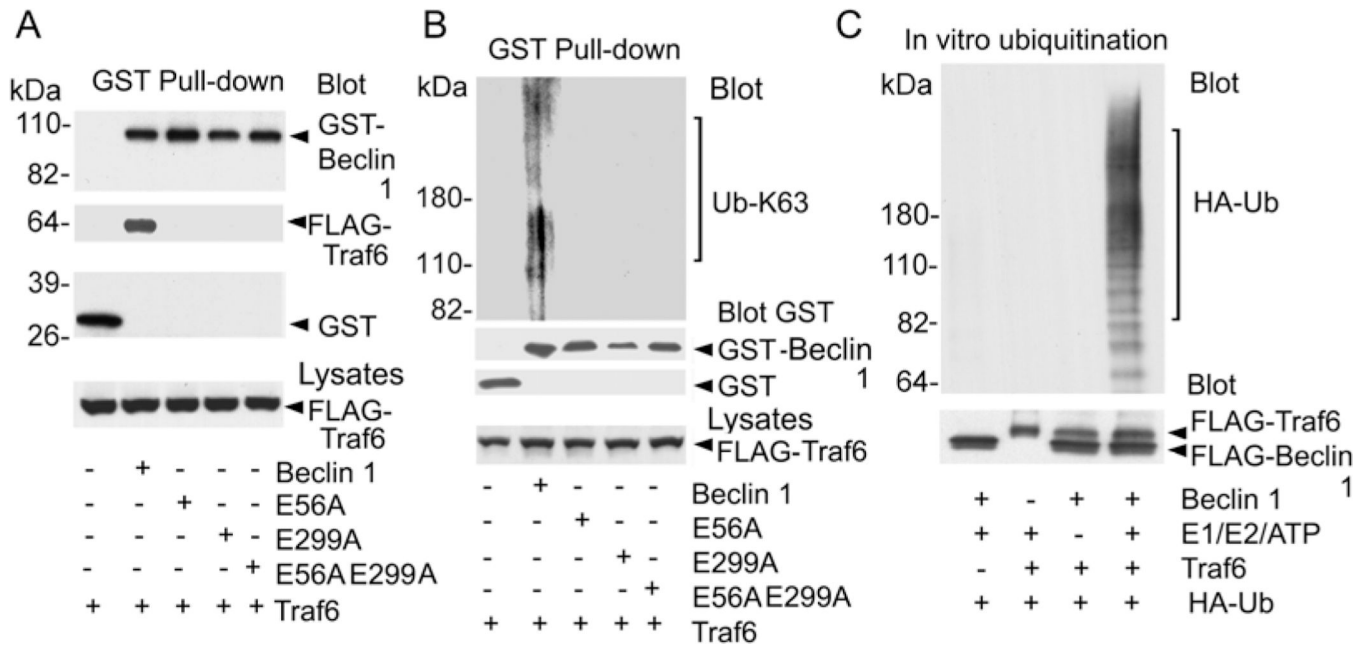 A
GST Pull-down
Blot
kDa
110-
GST-
Beclin
1
82-
64-
FLAG-
Traf6
39-
GST
26-
Lysates
FLAG-
Traf6
- + - - - Beclin 1
- - + - - E56A
- - - + - E299A
- - - - + E56A E299A
+ + + + + Traf6
B
GST Pull-down
kDa
Blot
180-
Ub-K63
110-
82-
Blot GST
GST-Beclin
1
GST
Lysates
FLAG-Traf6
- + - - - Beclin 1
- - + - - E56A
- - - + - E299A
- - - - + E56A E299A
+ + + + + Traf6
C
In vitro ubiquitination
kDa
Blot
HA-Ub
180-
110-
82-
64-
Blot
FLAG-Traf6
FLAG-Beclin
1
+ - + + Beclin 1
+ + - + E1/E2/ATP
- + + + Traf6
+ + + + HA-Ub